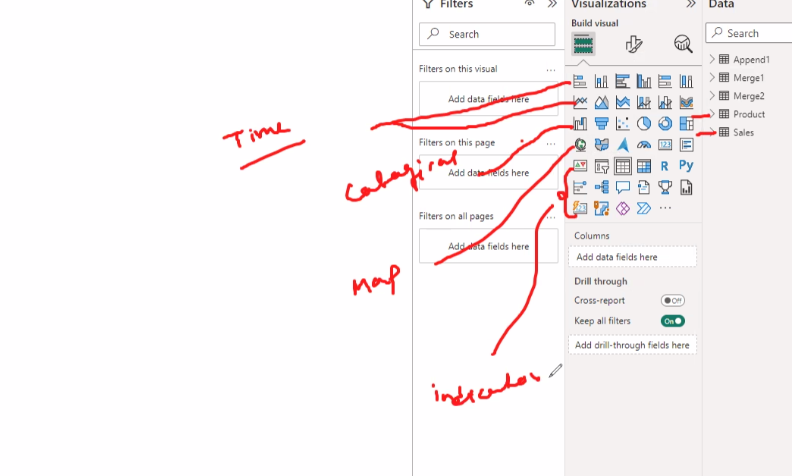 Filters
Search
Filters on this visual
Add data fields here
Filters on this page
Add data fields here
Filters on all pages
Add data fields here
Visualizations
Build visual
123
R
Py
Columns
Add data fields here
Drill through
Cross-report
Off
Keep all filters
On
Add drill-through fields here
Data
Search
Append1
Merge1
Merge2
Product
Sales
Time
Map